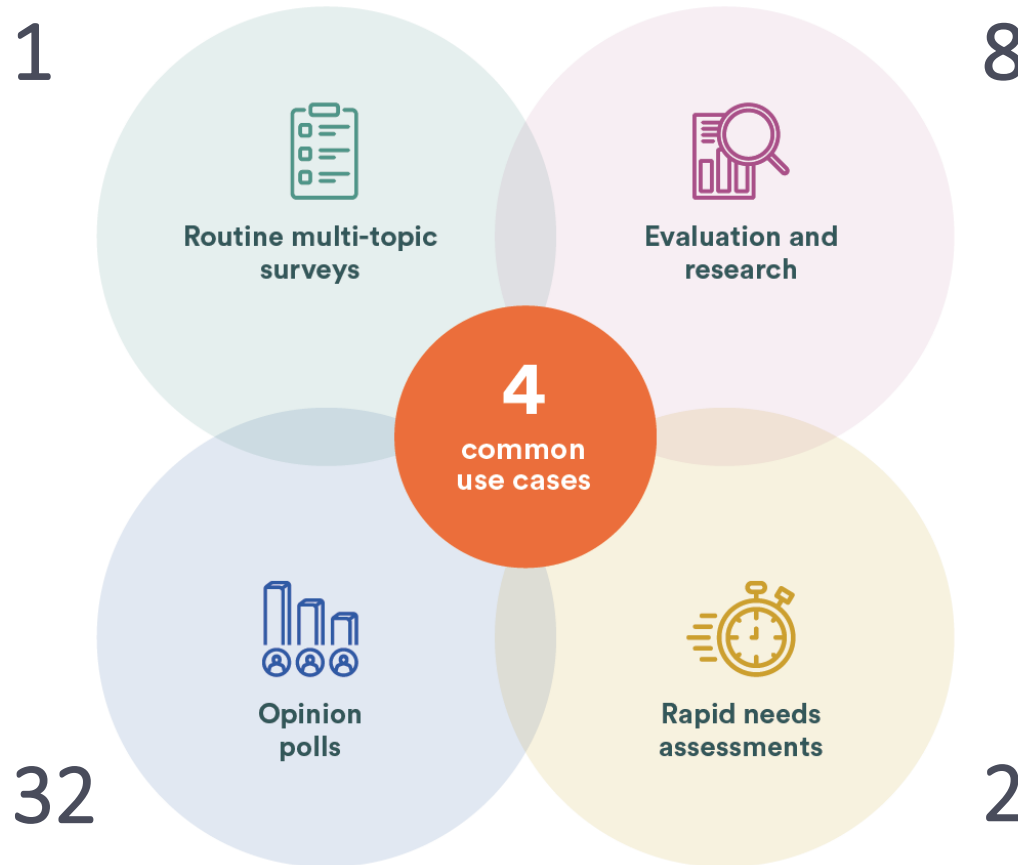 1
8
Routine multi-topic
surveys
Evaluation and
research
4
common
use cases
Opinion
polls
Rapid needs
assessments
32
2